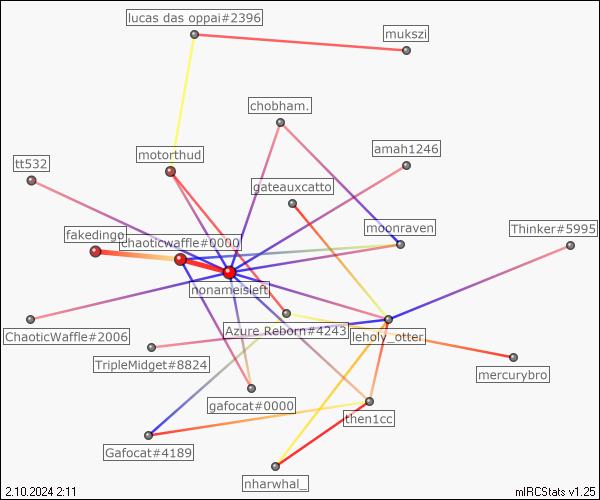 lucas das oppai#2396
mukszi
chobham.
amah1246
motorthud
tt532
gateauxcatto
moonraven
Thinker#5995
fakedingo
chaoticwaffle#0000
nonameisleft
Azure Reborn#4243
leholy_otter
ChaoticWaffle#2006
TripleMidget#8824
mercurybro
gafocat#0000
then1cc
Gafocat#4189
nharwhal_
2.10.2024 2:11
mIRCStats v1.25